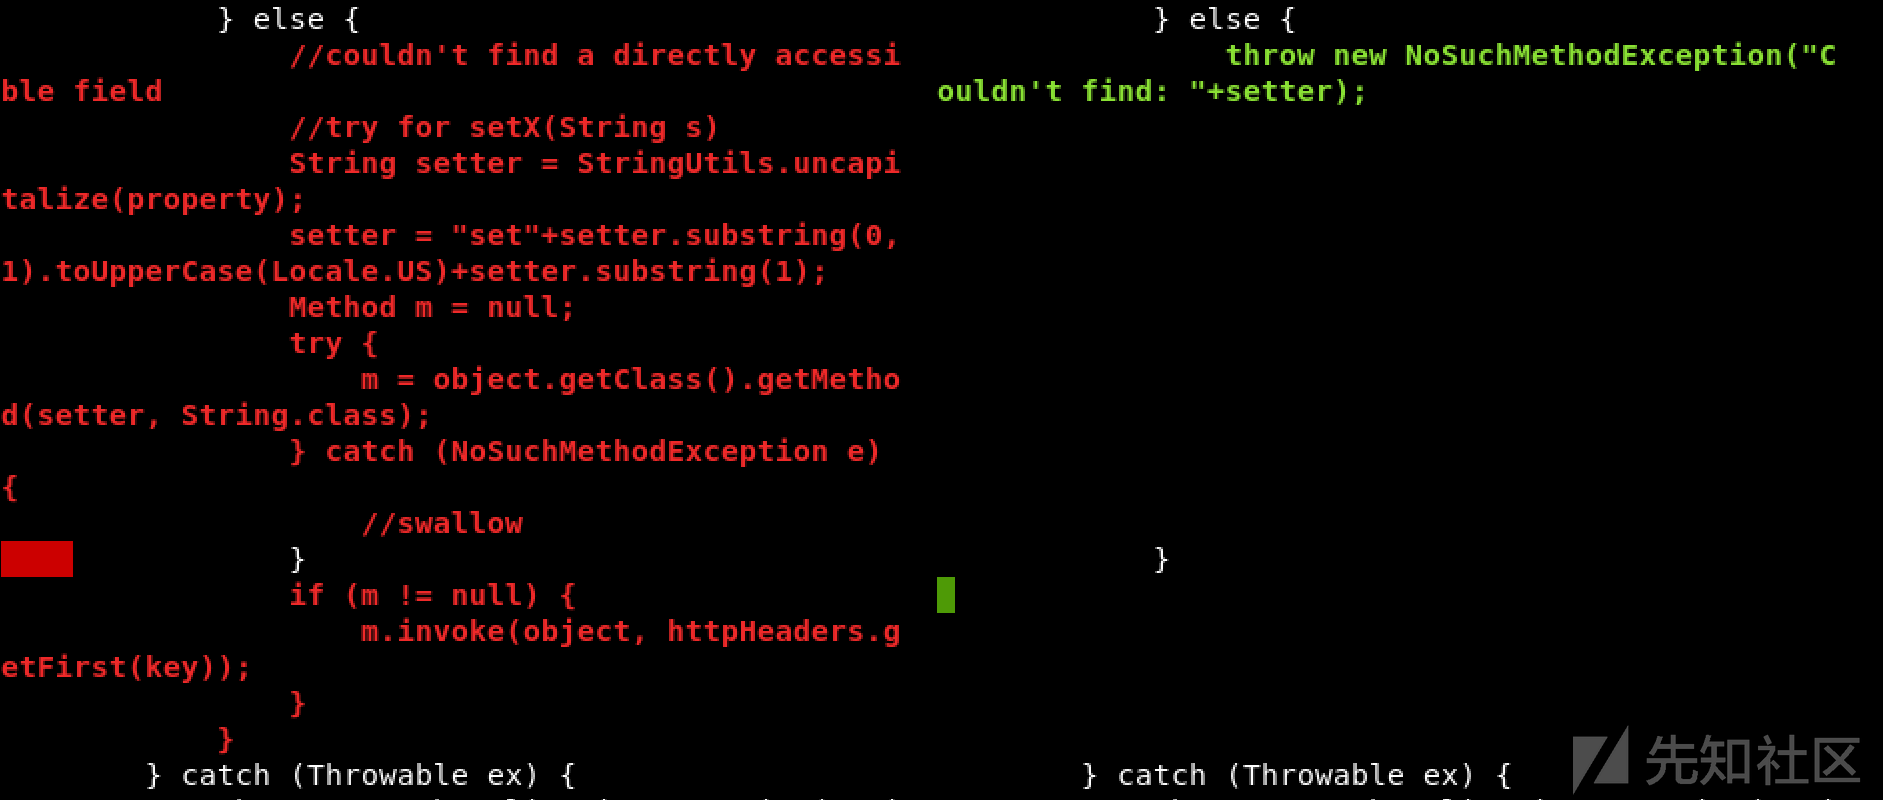 } else {
//couldn't find a directly accessi
ble field
//try for setX(String s)
String setter = StringUtils.uncapi
talize(property);
setter = "set"+setter.substring(0,
1).toUpperCase(Locale.US)+setter.substring(1);
Method m = null;
try {
m = object.getClass().getMetho
d(setter, String.class);
} catch (NoSuchMethodException e)
{
//swallow
}
if (m != null) {
m.invoke(object, httpHeaders.g
etFirst(key));
}
}
} catch (Throwable ex) {
} else {
throw new NoSuchMethodException("C
ouldn't find: "+setter);
}
} catch (Throwable ex) {
先知社区